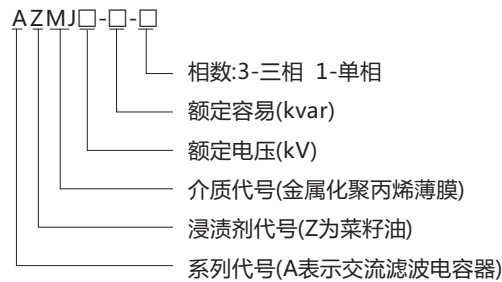 AZMJ□-□-□
相数:3-三相 1-单相
额定容易(kvar)
额定电压(kV)
介质代号(金属化聚丙烯薄膜)
浸渍剂代号(Z为菜籽油)
系列代号(A表示交流滤波电容器)